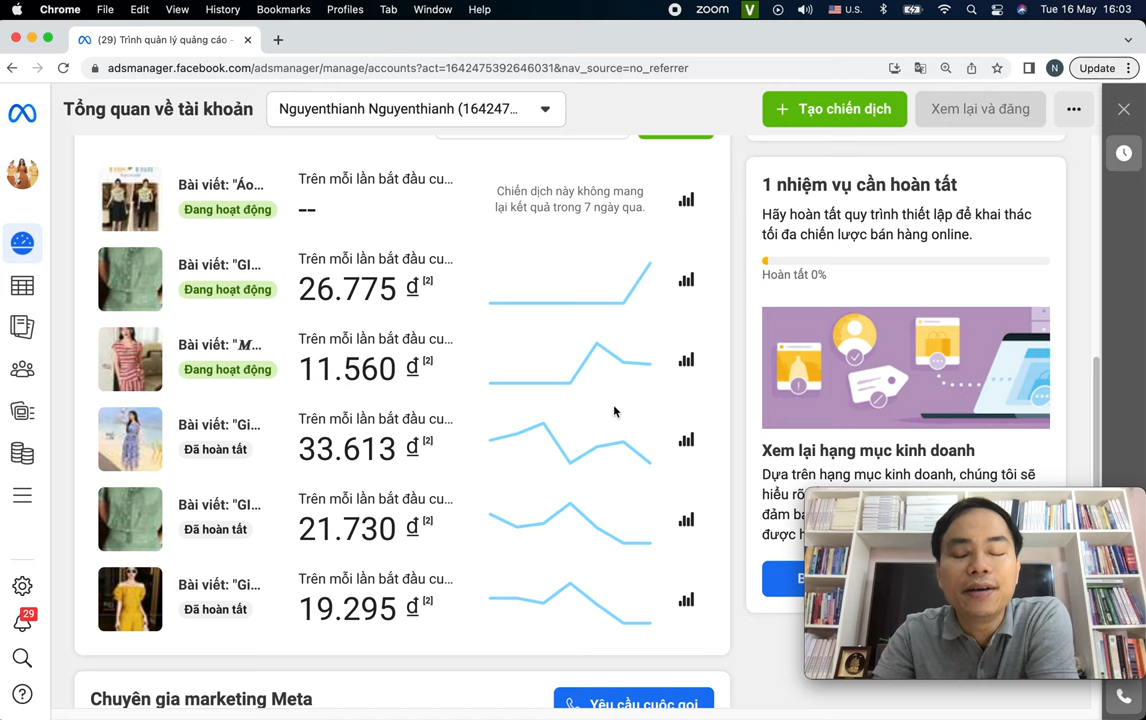 Chrome File Edit View History Bookmarks Profiles Tab Window Help zoom V U.S. Tue 16 May 16:03
(29) Trình quản lý quảng cáo -
adsmanager.facebook.com/adsmanager/manage/accounts?act=1642475392646031&nav_source=no_referrer
N
Update
Tổng quan về tài khoản
Nguyenthianh Nguyenthianh (164247...
+ Tạo chiến dịch
Xem lại và đăng
Bài viết: "Áo...
Đang hoạt động
Trên mỗi lần bắt đầu cu...
--
Chiến dịch này không mang
lại kết quả trong 7 ngày qua.
Bài viết: "GI...
Đang hoạt động
Trên mỗi lần bắt đầu cu...
26.775 ₫ [2]
Bài viết: "M...
Đang hoạt động
Trên mỗi lần bắt đầu cu...
11.560 ₫ [2]
Bài viết: "Gi...
Đã hoàn tất
Trên mỗi lần bắt đầu cu...
33.613 ₫ [2]
Bài viết: "GI...
Đã hoàn tất
Trên mỗi lần bắt đầu cu...
21.730 ₫ [2]
Bài viết: "Gi...
Đã hoàn tất
Trên mỗi lần bắt đầu cu...
19.295 ₫ [2]
Chuyên gia marketing Meta
Yêu cầu cuộc gọi
1 nhiệm vụ cần hoàn tất
Hãy hoàn tất quy trình thiết lập để khai thác
tối đa chiến lược bán hàng online.
Hoàn tất 0%
Xem lại hạng mục kinh doanh
Dựa trên hạng mục kinh doanh, chúng tôi sẽ
hiểu rõ
đảm bả
được h
29